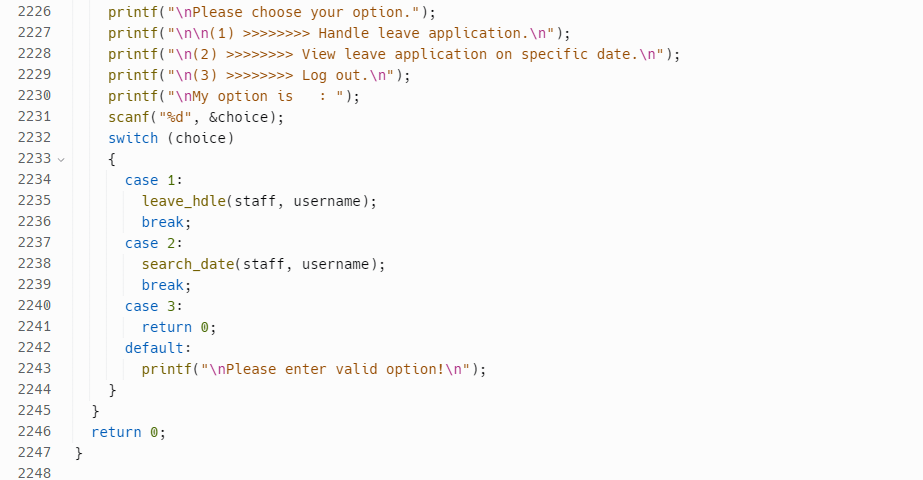 2226 printf("\nPlease choose your option.");
2227 printf("\n\n(1) >>>>>>>> Handle leave application.\n");
2228 printf("\n(2) >>>>>>>> View leave application on specific date.\n");
2229 printf("\n(3) >>>>>>>> Log out.\n");
2230 printf("\nMy option is   : ");
2231 scanf("%d", &choice);
2232 switch (choice)
2233 {
2234 case 1:
2235 leave_hdle(staff, username);
2236 break;
2237 case 2:
2238 search_date(staff, username);
2239 break;
2240 case 3:
2241 return 0;
2242 default:
2243 printf("\nPlease enter valid option!\n");
2244 }
2245 }
2246 return 0;
2247 }
2248